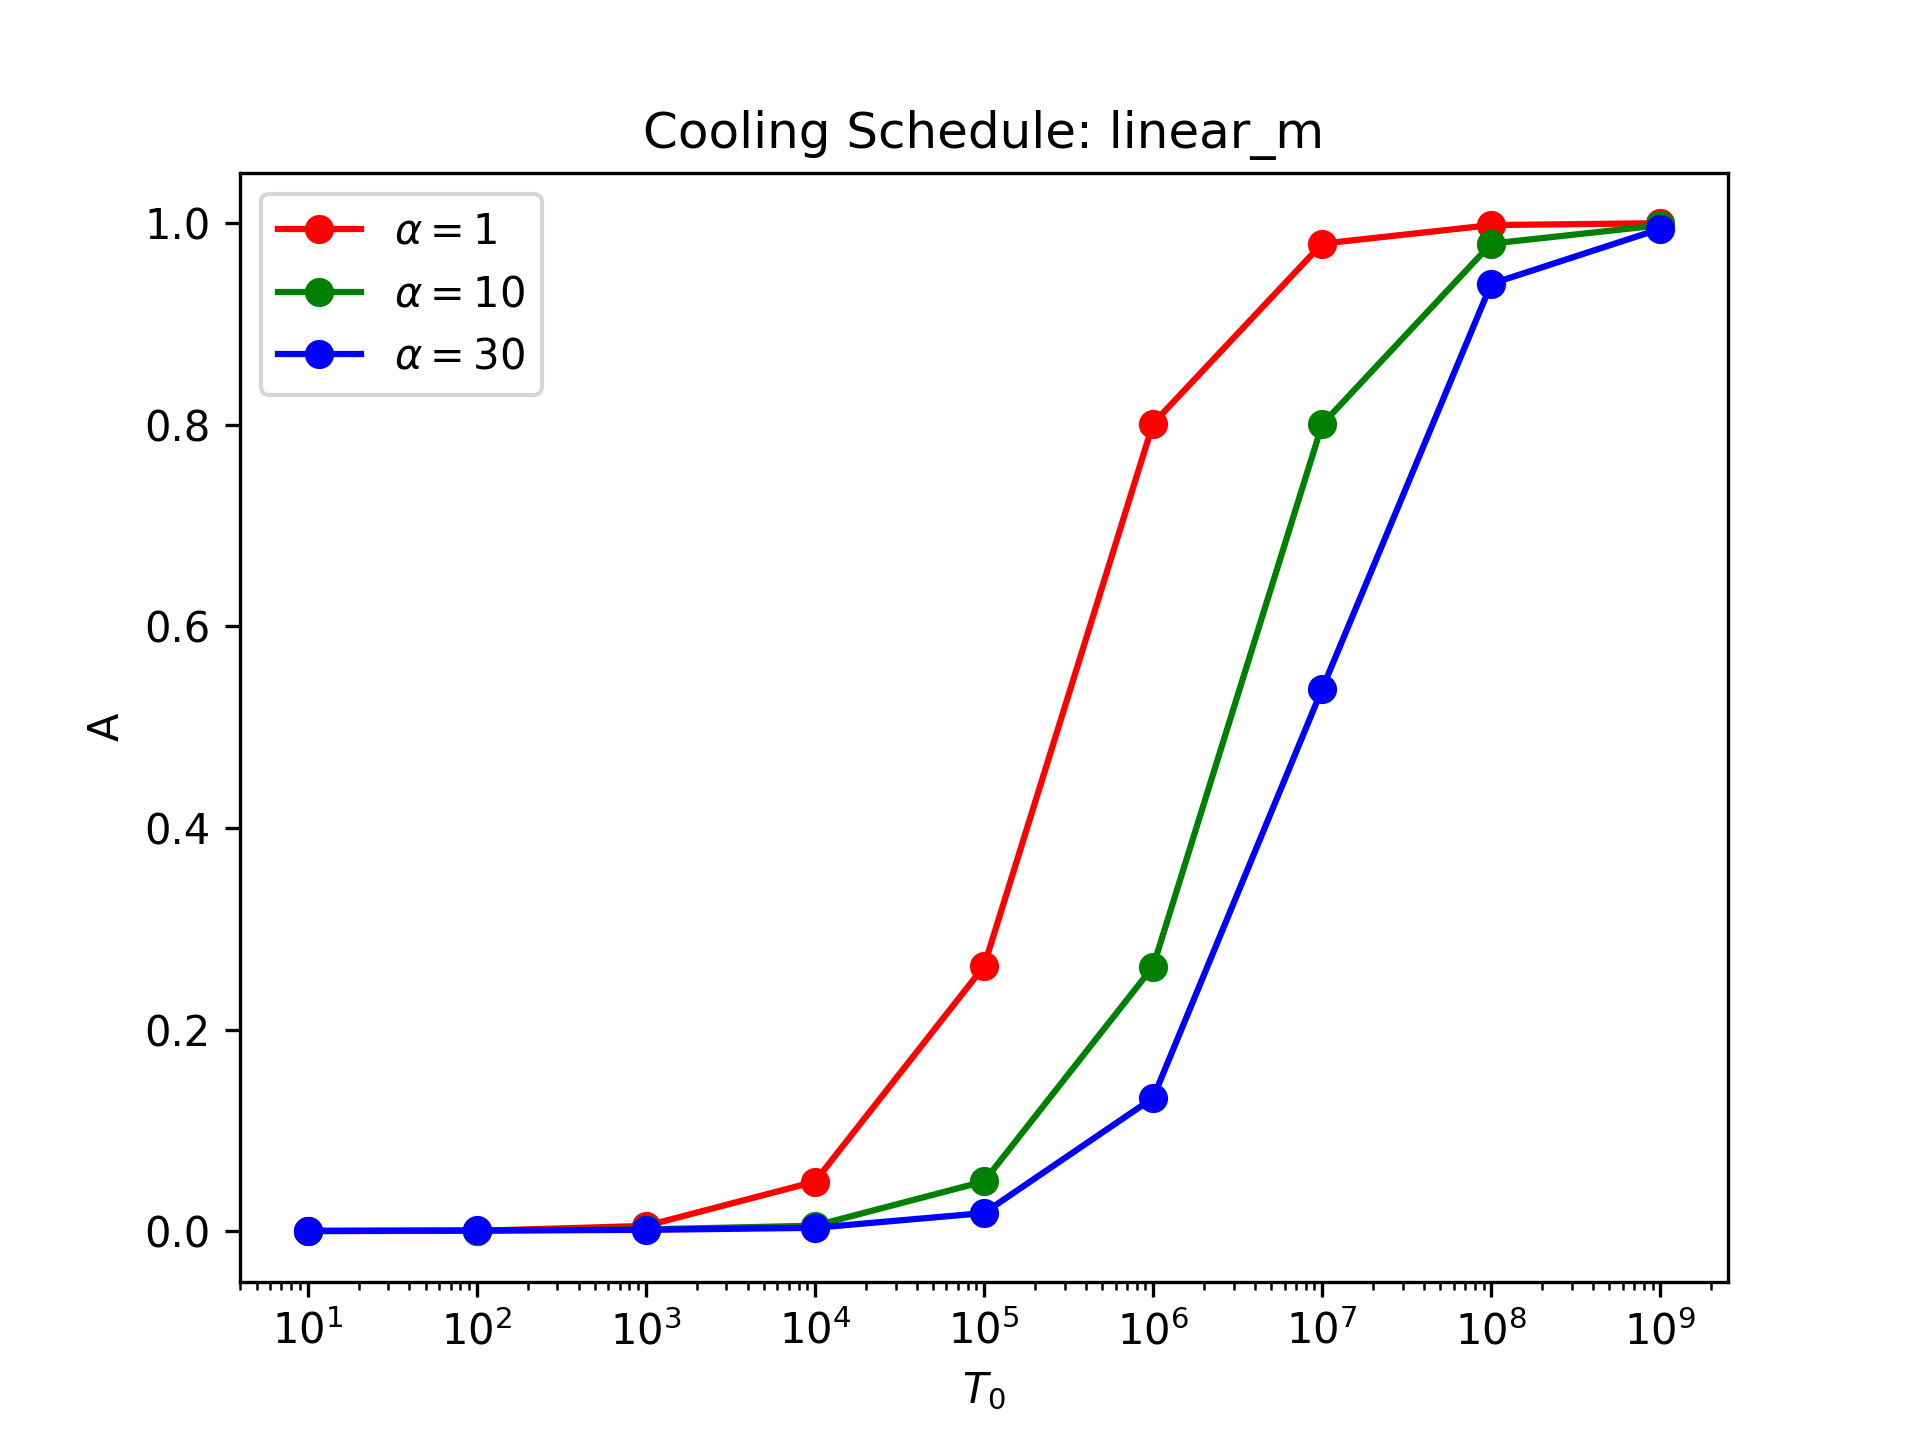 Cooling Schedule: linear_m
α = 1
α = 10
α = 30
1.0
0.8
0.6
0.4
0.2
0.0
A
10¹ 10² 10³ 10⁴ 10⁵ 10⁶ 10⁷ 10⁸ 10⁹
T₀